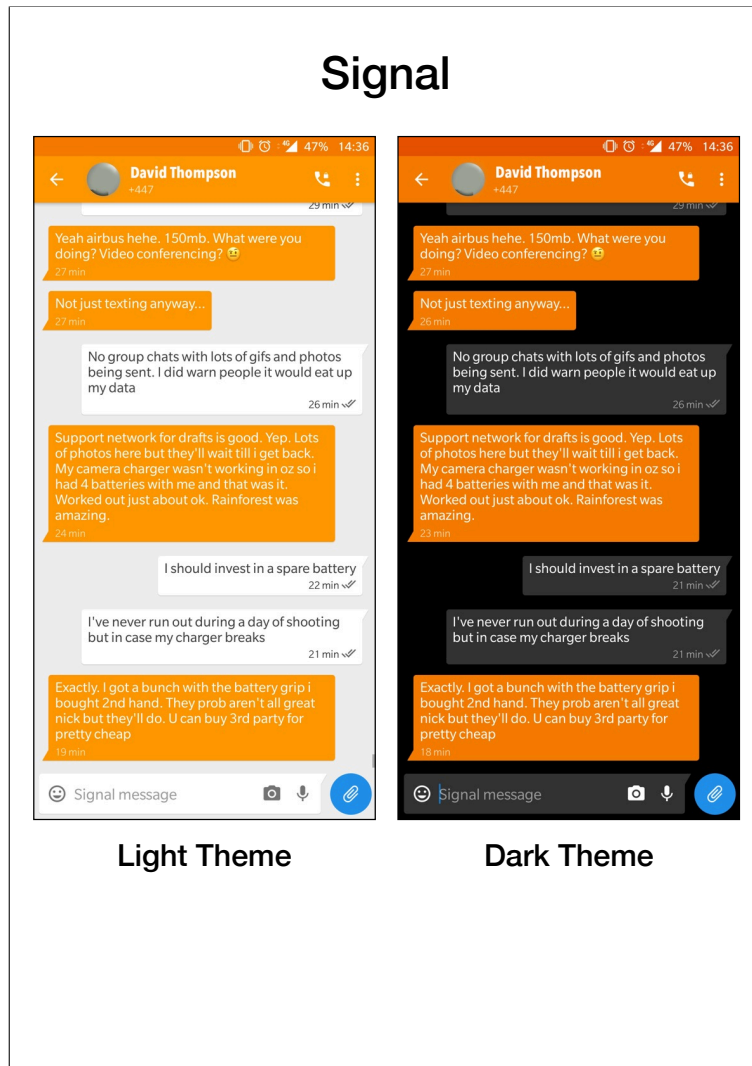 Signal
4G 47% 14:36
David Thompson
+447
29 min
Yeah airbus hehe. 150mb. What were you
doing? Video conferencing?
27 min
Not just texting anyway...
27 min
No group chats with lots of gifs and photos
being sent. I did warn people it would eat up
my data
26 min
Support network for drafts is good. Yep. Lots
of photos here but they'll wait till i get back.
My camera charger wasn't working in oz so i
had 4 batteries with me and that was it.
Worked out just about ok. Rainforest was
amazing.
24 min
I should invest in a spare battery
22 min
I've never run out during a day of shooting
but in case my charger breaks
21 min
Exactly. I got a bunch with the battery grip i
bought 2nd hand. They prob aren't all great
nick but they'll do. U can buy 3rd party for
pretty cheap
19 min
Signal message
Light Theme
4G 47% 14:36
David Thompson
+447
29 min
Yeah airbus hehe. 150mb. What were you
doing? Video conferencing?
27 min
Not just texting anyway...
26 min
No group chats with lots of gifs and photos
being sent. I did warn people it would eat up
my data
26 min
Support network for drafts is good. Yep. Lots
of photos here but they'll wait till i get back.
My camera charger wasn't working in oz so i
had 4 batteries with me and that was it.
Worked out just about ok. Rainforest was
amazing.
23 min
I should invest in a spare battery
21 min
I've never run out during a day of shooting
but in case my charger breaks
21 min
Exactly. I got a bunch with the battery grip i
bought 2nd hand. They prob aren't all great
nick but they'll do. U can buy 3rd party for
pretty cheap
18 min
Signal message
Dark Theme